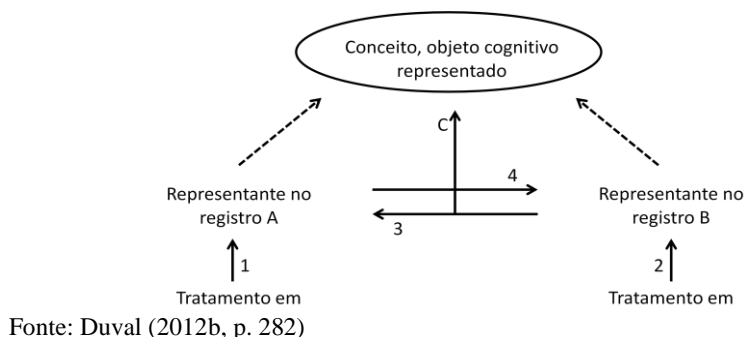 Conceito, objeto cognitivo
representado
C
4
Representante no
registro A
Representante no
registro B
3
1
2
Tratamento em
Tratamento em
Fonte: Duval (2012b, p. 282)